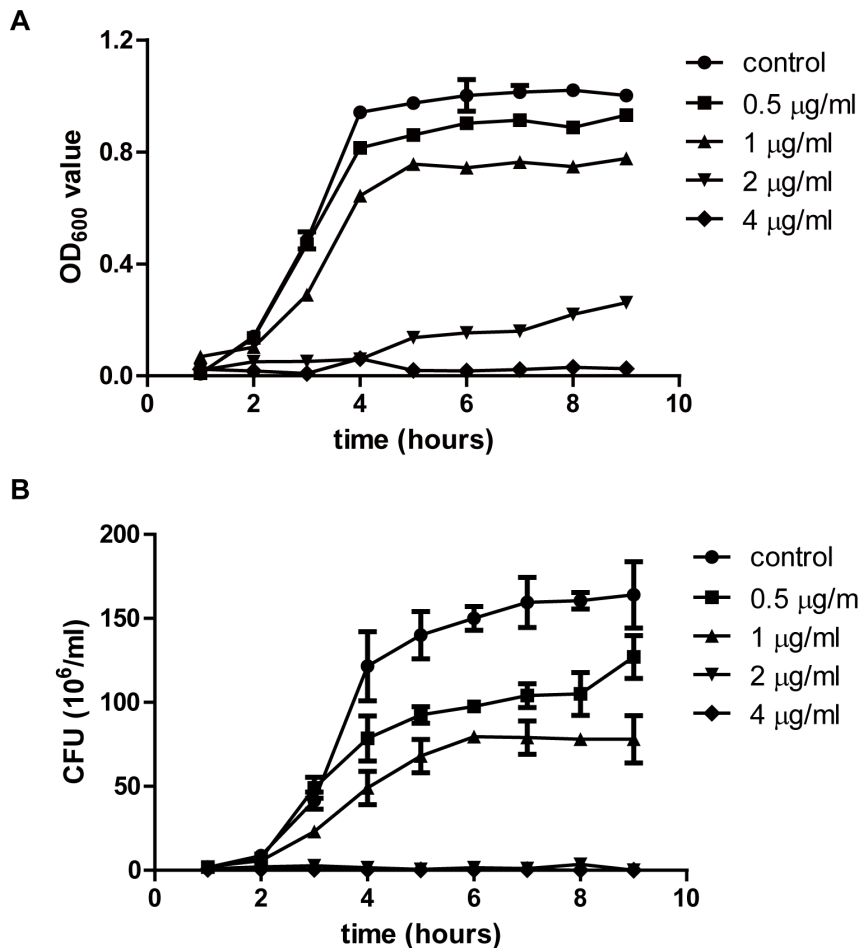 A
1.2
0.8
0.4
0.0
OD600 value
0
2
4
6
8
10
time (hours)
control
0.5 μg/ml
1 μg/ml
2 μg/ml
4 μg/ml
B
200
150
100
50
0
CFU (10⁶/ml)
0
2
4
6
8
10
time (hours)
control
0.5 μg/m
1 μg/ml
2 μg/ml
4 μg/ml